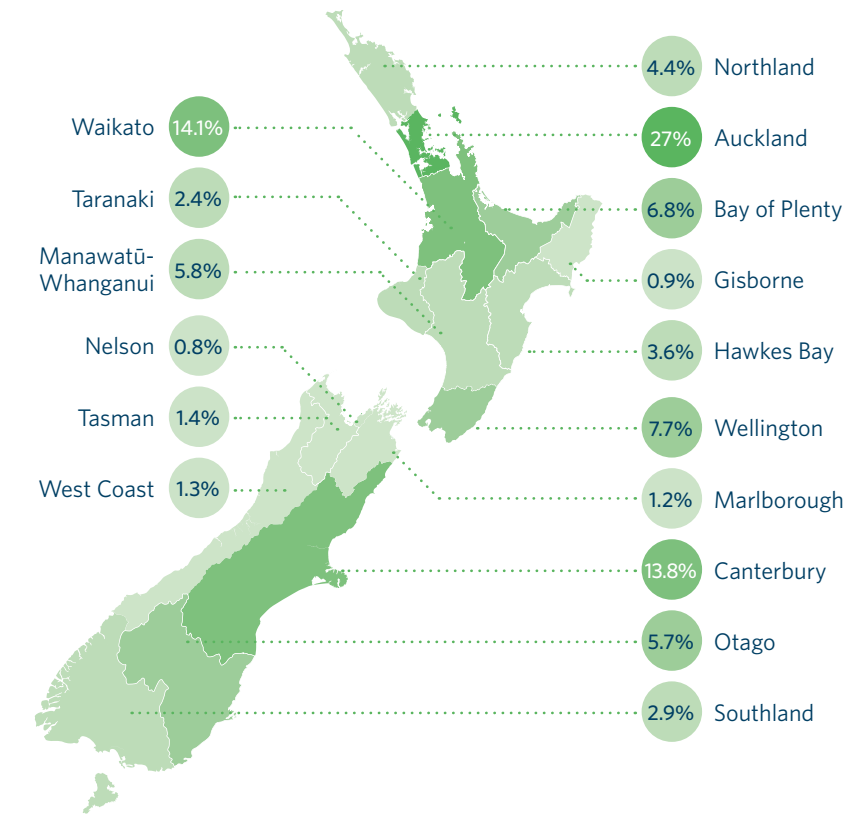 Waikato 14.1%
Taranaki 2.4%
Manawatū-
Whanganui 5.8%
Nelson 0.8%
Tasman 1.4%
West Coast 1.3%
4.4% Northland
27% Auckland
6.8% Bay of Plenty
0.9% Gisborne
3.6% Hawkes Bay
7.7% Wellington
1.2% Marlborough
13.8% Canterbury
5.7% Otago
2.9% Southland